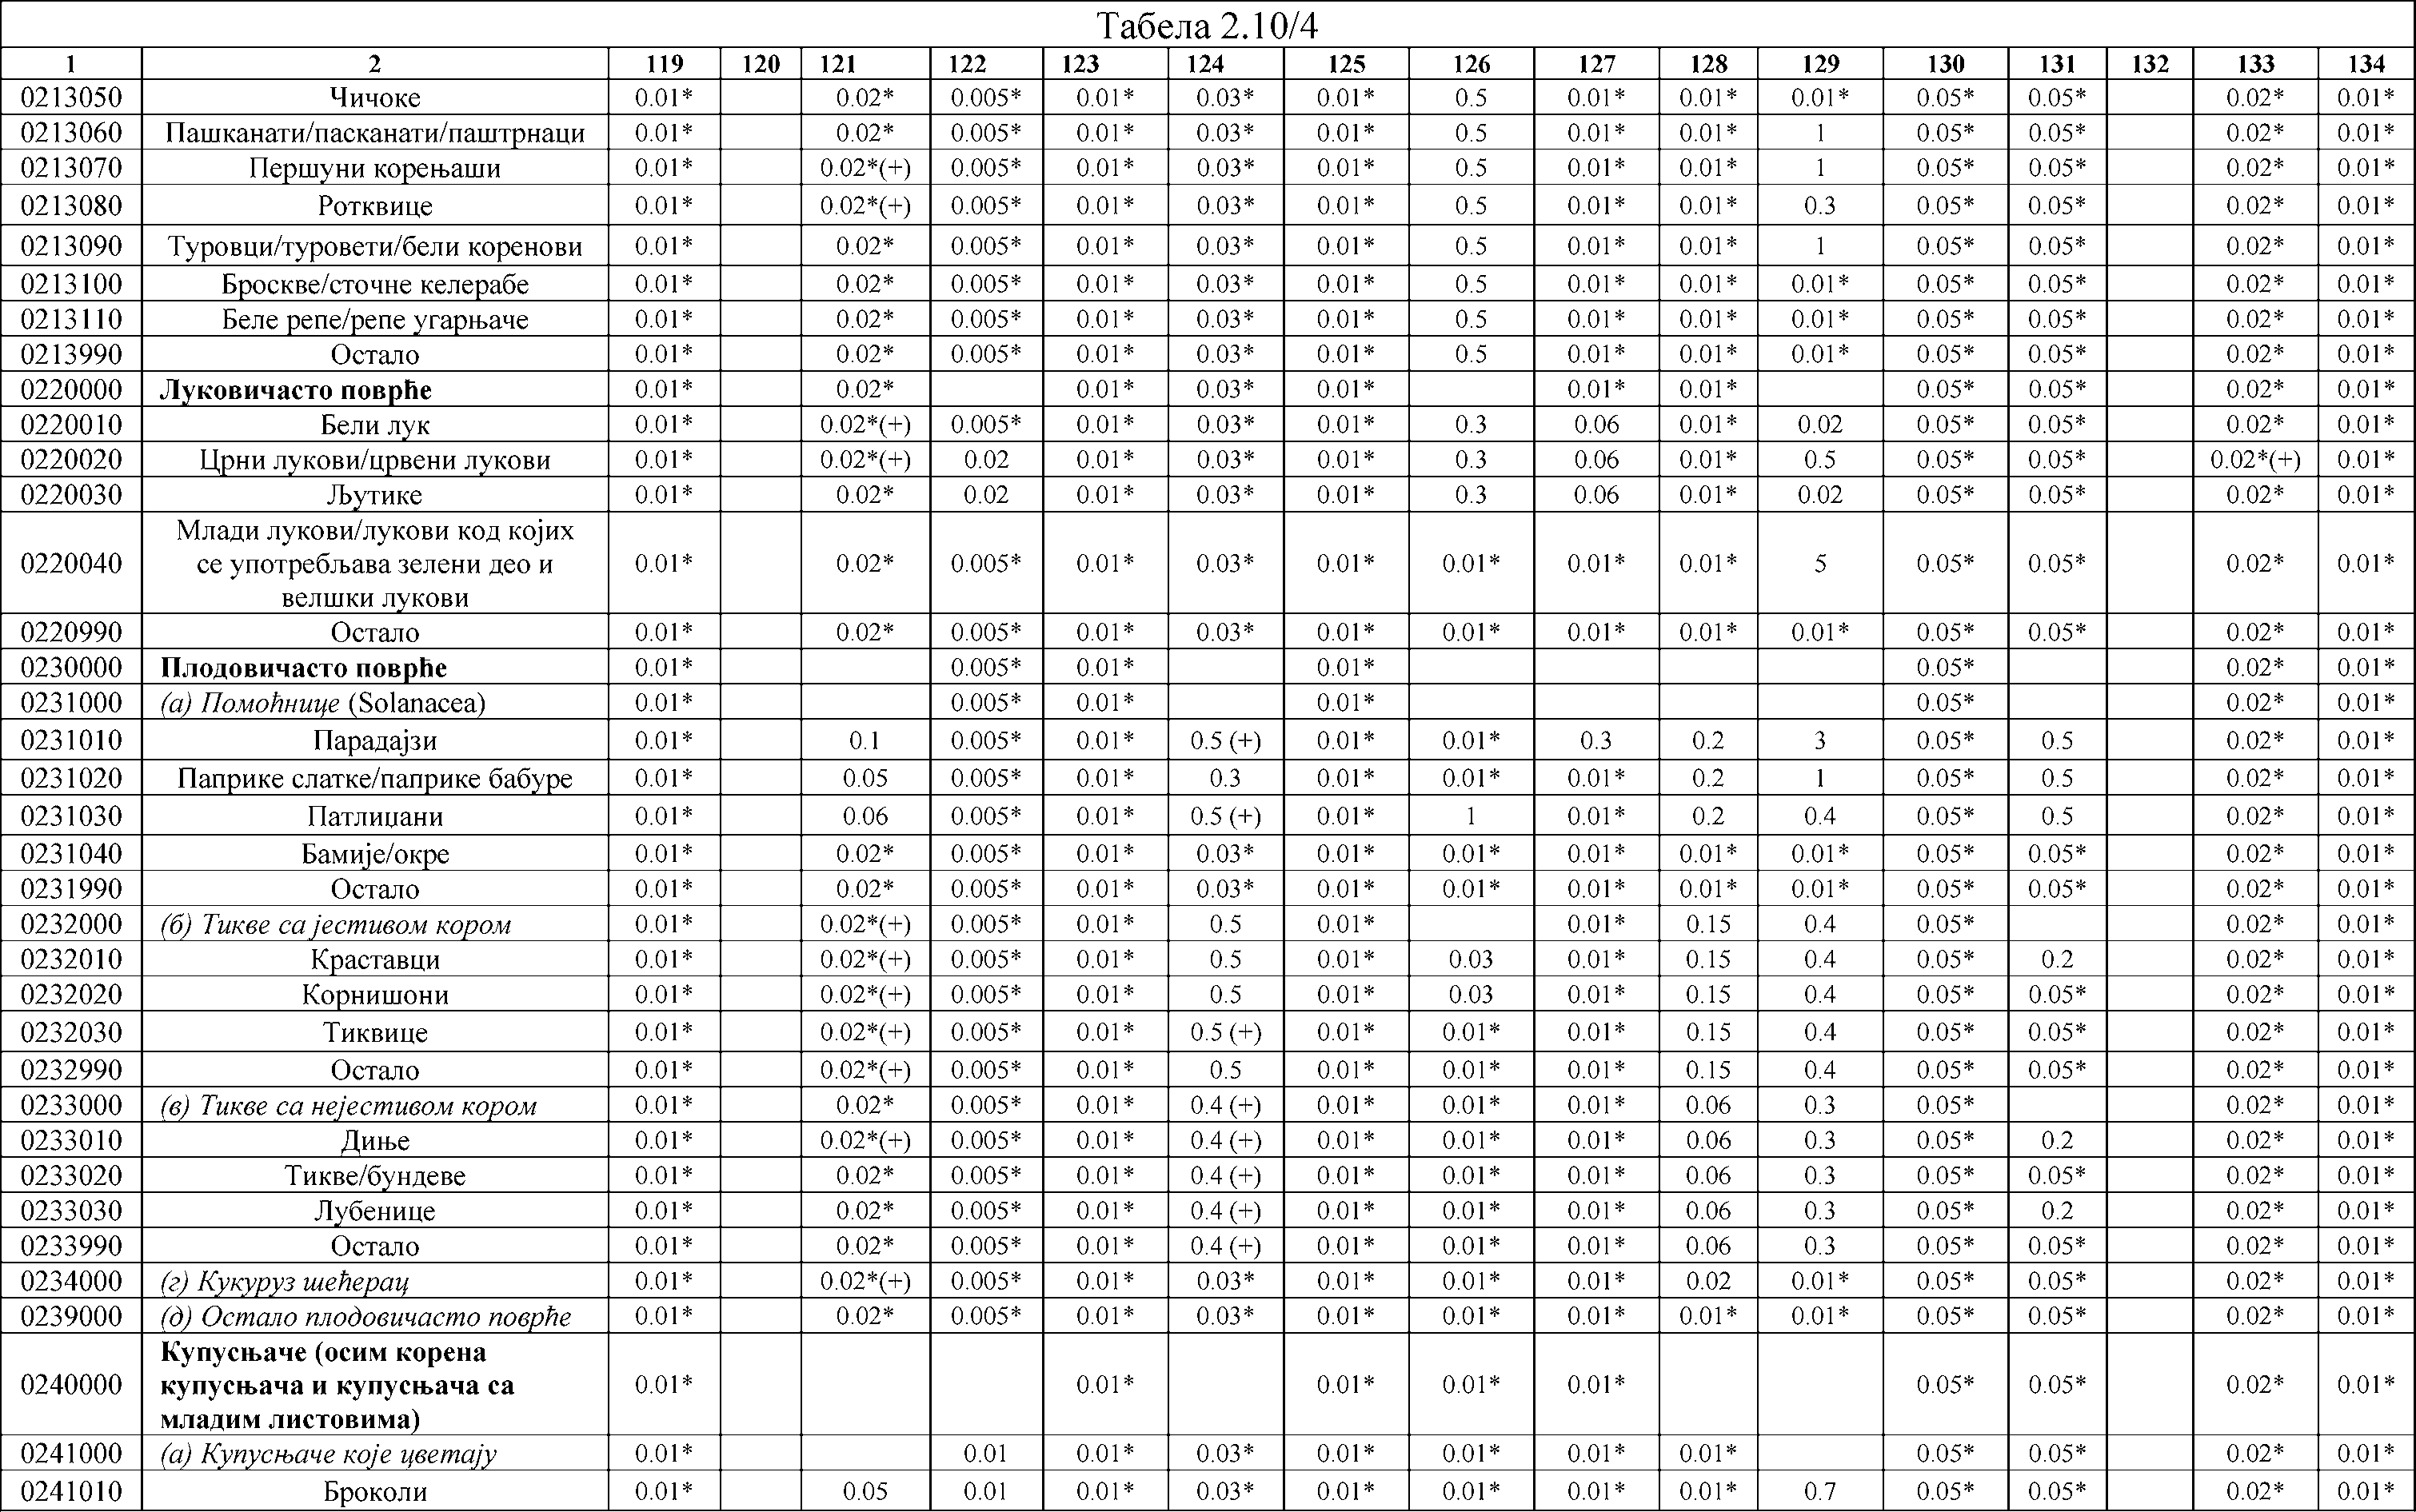 Табела 2.10/4
1 2 119 120 121 122 123 124 125 126 127 128 129 130 131 132 133 134
0213050 Чичоке 0.01* 0.02* 0.005* 0.01* 0.03* 0.01* 0.5 0.01* 0.01* 0.01* 0.05* 0.05* 0.02* 0.01*
0213060 Пашканати/пасканати/паштрнаци 0.01* 0.02* 0.005* 0.01* 0.03* 0.01* 0.5 0.01* 0.01* 1 0.05* 0.05* 0.02* 0.01*
0213070 Першуни корењаши 0.01* 0.02*(+) 0.005* 0.01* 0.03* 0.01* 0.5 0.01* 0.01* 1 0.05* 0.05* 0.02* 0.01*
0213080 Ротквице 0.01* 0.02*(+) 0.005* 0.01* 0.03* 0.01* 0.5 0.01* 0.01* 0.3 0.05* 0.05* 0.02* 0.01*
0213090 Туровци/туровети/бели коренови 0.01* 0.02* 0.005* 0.01* 0.03* 0.01* 0.5 0.01* 0.01* 1 0.05* 0.05* 0.02* 0.01*
0213100 Броскве/сточне келерабе 0.01* 0.02* 0.005* 0.01* 0.03* 0.01* 0.5 0.01* 0.01* 0.01* 0.05* 0.05* 0.02* 0.01*
0213110 Беле репе/репе угарњаче 0.01* 0.02* 0.005* 0.01* 0.03* 0.01* 0.5 0.01* 0.01* 0.01* 0.05* 0.05* 0.02* 0.01*
0213990 Остало 0.01* 0.02* 0.005* 0.01* 0.03* 0.01* 0.5 0.01* 0.01* 0.01* 0.05* 0.05* 0.02* 0.01*
0220000 Луковичасто поврће 0.01* 0.02* 0.01* 0.03* 0.01* 0.01* 0.01* 0.05* 0.05* 0.02* 0.01*
0220010 Бели лук 0.01* 0.02*(+) 0.005* 0.01* 0.03* 0.01* 0.3 0.06 0.01* 0.02 0.05* 0.05* 0.02* 0.01*
0220020 Црни лукови/црвени лукови 0.01* 0.02*(+) 0.02 0.01* 0.03* 0.01* 0.3 0.06 0.01* 0.5 0.05* 0.05* 0.02*(+) 0.01*
0220030 Љутике 0.01* 0.02* 0.02 0.01* 0.03* 0.01* 0.3 0.06 0.01* 0.02 0.05* 0.05* 0.02* 0.01*
Млади лукови/лукови код којих
0220040 се употребљава зелени део и 0.01* 0.02* 0.005* 0.01* 0.03* 0.01* 0.01* 0.01* 0.01* 5 0.05* 0.05* 0.02* 0.01*
велшки лукови
0220990 Остало 0.01* 0.02* 0.005* 0.01* 0.03* 0.01* 0.01* 0.01* 0.01* 0.01* 0.05* 0.05* 0.02* 0.01*
0230000 Плодовичасто поврће 0.01* 0.005* 0.01* 0.01* 0.05* 0.02* 0.01*
0231000 (а) Помоћнице (Solanacea) 0.01* 0.005* 0.01* 0.01* 0.05* 0.02* 0.01*
0231010 Парадајзи 0.01* 0.1 0.005* 0.01* 0.5 (+) 0.01* 0.01* 0.3 0.2 3 0.05* 0.5 0.02* 0.01*
0231020 Паприке слатке/паприке бабуре 0.01* 0.05 0.005* 0.01* 0.3 0.01* 0.01* 0.01* 0.2 1 0.05* 0.5 0.02* 0.01*
0231030 Патлиџани 0.01* 0.06 0.005* 0.01* 0.5 (+) 0.01* 1 0.01* 0.2 0.4 0.05* 0.5 0.02* 0.01*
0231040 Бамије/окре 0.01* 0.02* 0.005* 0.01* 0.03* 0.01* 0.01* 0.01* 0.01* 0.01* 0.05* 0.05* 0.02* 0.01*
0231990 Остало 0.01* 0.02* 0.005* 0.01* 0.03* 0.01* 0.01* 0.01* 0.01* 0.01* 0.05* 0.05* 0.02* 0.01*
0232000 (б) Тикве са јестивом кором 0.01* 0.02*(+) 0.005* 0.01* 0.5 0.01* 0.01* 0.15 0.4 0.05* 0.02* 0.01*
0232010 Краставци 0.01* 0.02*(+) 0.005* 0.01* 0.5 0.01* 0.03 0.01* 0.15 0.4 0.05* 0.2 0.02* 0.01*
0232020 Корнишони 0.01* 0.02*(+) 0.005* 0.01* 0.5 0.01* 0.03 0.01* 0.15 0.4 0.05* 0.05* 0.02* 0.01*
0232030 Тиквице 0.01* 0.02*(+) 0.005* 0.01* 0.5 (+) 0.01* 0.01* 0.01* 0.15 0.4 0.05* 0.05* 0.02* 0.01*
0232990 Остало 0.01* 0.02*(+) 0.005* 0.01* 0.5 0.01* 0.01* 0.01* 0.15 0.4 0.05* 0.05* 0.02* 0.01*
0233000 (в) Тикве са нејестивом кором 0.01* 0.02* 0.005* 0.01* 0.4 (+) 0.01* 0.01* 0.01* 0.06 0.3 0.05* 0.02* 0.01*
0233010 Диње 0.01* 0.02*(+) 0.005* 0.01* 0.4 (+) 0.01* 0.01* 0.01* 0.06 0.3 0.05* 0.2 0.02* 0.01*
0233020 Тикве/бундеве 0.01* 0.02* 0.005* 0.01* 0.4 (+) 0.01* 0.01* 0.01* 0.06 0.3 0.05* 0.05* 0.02* 0.01*
0233030 Лубенице 0.01* 0.02* 0.005* 0.01* 0.4 (+) 0.01* 0.01* 0.01* 0.06 0.3 0.05* 0.2 0.02* 0.01*
0233990 Остало 0.01* 0.02* 0.005* 0.01* 0.4 (+) 0.01* 0.01* 0.01* 0.06 0.3 0.05* 0.05* 0.02* 0.01*
0234000 (г) Кукуруз шећерац 0.01* 0.02*(+) 0.005* 0.01* 0.03* 0.01* 0.01* 0.01* 0.02 0.01* 0.05* 0.05* 0.02* 0.01*
0239000 (д) Остало плодовичасто поврће 0.01* 0.02* 0.005* 0.01* 0.03* 0.01* 0.01* 0.01* 0.01* 0.01* 0.05* 0.05* 0.02* 0.01*
Купусњаче (осим корена
0240000 купусњача и купусњача са 0.01* 0.01* 0.01* 0.01* 0.01* 0.05* 0.05* 0.02* 0.01*
младим листовима)
0241000 (а) Купусњаче које цветају 0.01* 0.01 0.01* 0.03* 0.01* 0.01* 0.01* 0.01* 0.05* 0.05* 0.02* 0.01*
0241010 Броколи 0.01* 0.05 0.01 0.01* 0.03* 0.01* 0.01* 0.01* 0.01* 0.7 0.05* 0.05* 0.02* 0.01*